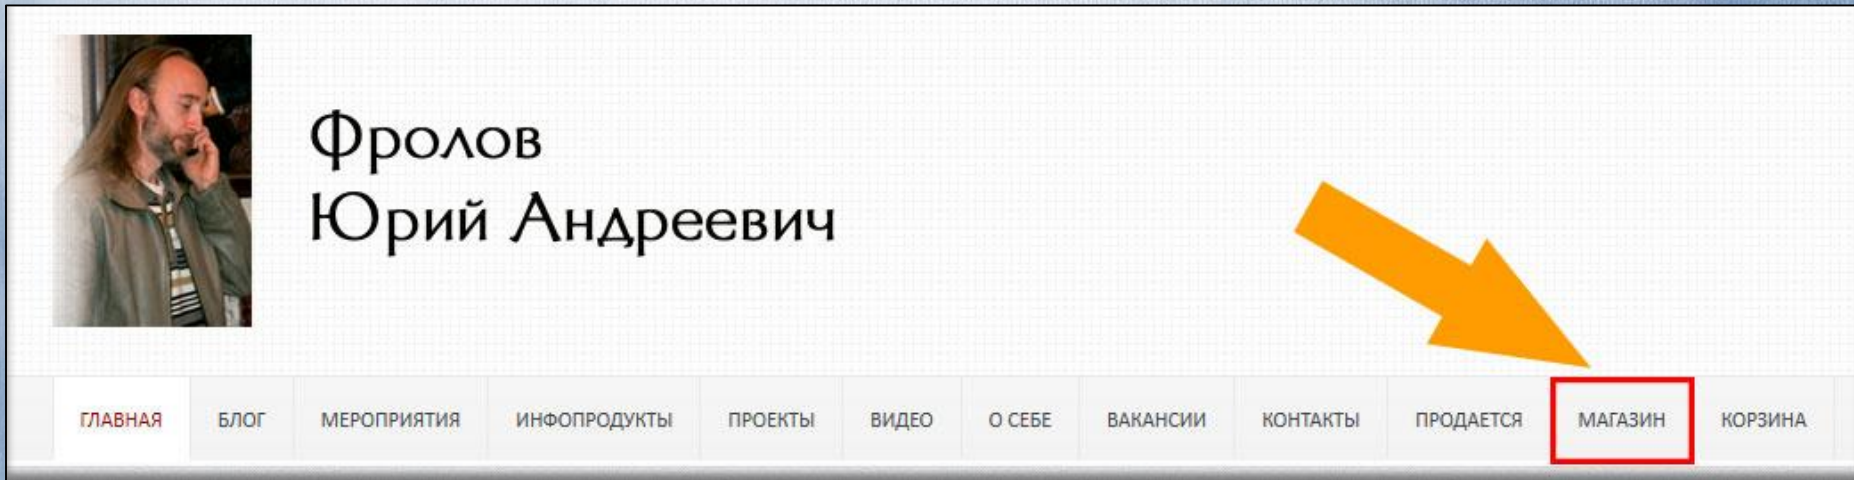 Фролов
Юрий Андреевич
ГЛАВНАЯ БЛОГ МЕРОПРИЯТИЯ ИНФОПРОДУКТЫ ПРОЕКТЫ ВИДЕО О СЕБЕ ВАКАНСИИ КОНТАКТЫ ПРОДАЕТСЯ МАГАЗИН КОРЗИНА